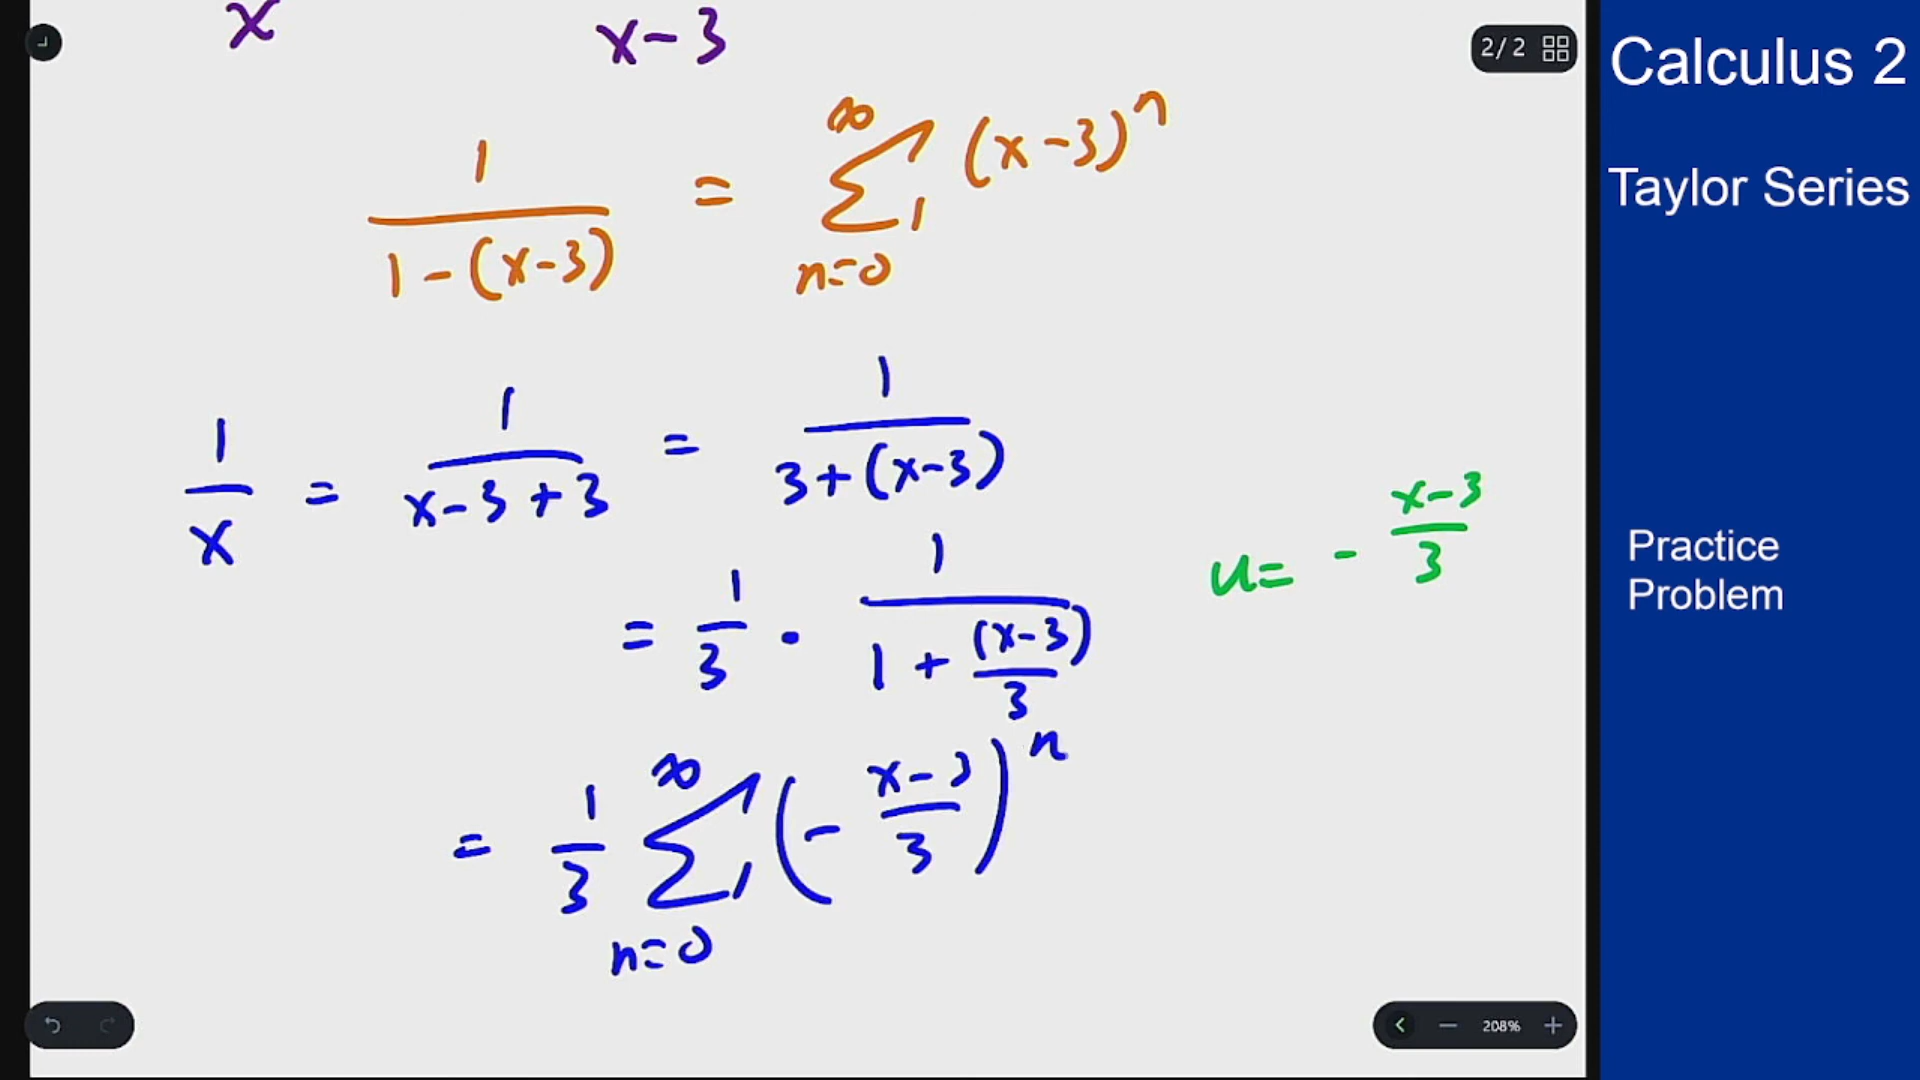 x
x-3
2/2
1/(1-(x-3)) = ∑_{n=0}^{∞} (x-3)^n
1/x = 1/(x-3+3) = 1/(3+(x-3))
= 1/3 · 1/(1+(x-3)/3)
u = -(x-3)/3
= 1/3 ∑_{n=0}^{∞} (-(x-3)/3)^n
208%
Calculus 2
Taylor Series
Practice
Problem